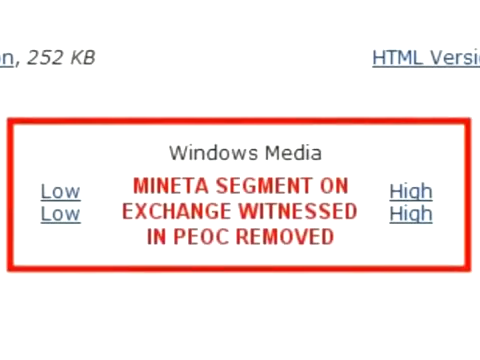 n, 252 KB
HTML Versi
Windows Media
Low MINETA SEGMENT ON High
Low EXCHANGE WITNESSED High
IN PEOC REMOVED